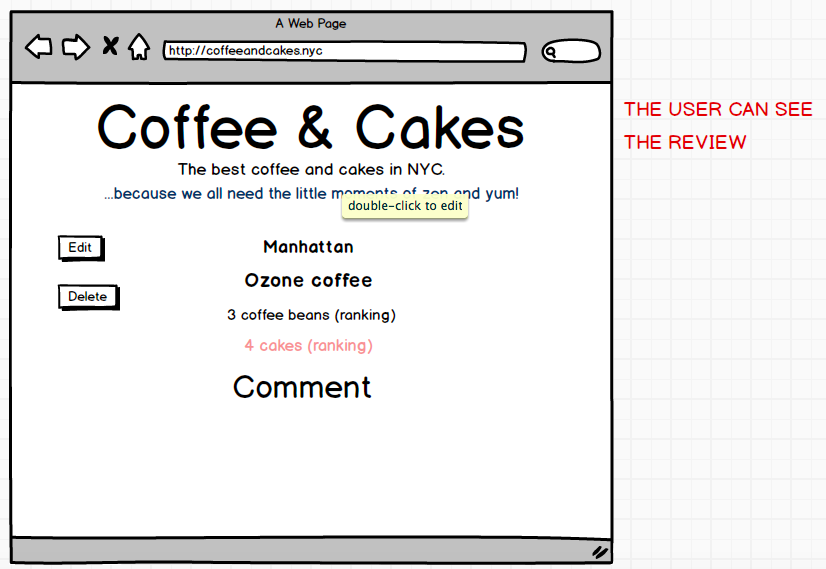 A Web Page
http://coffeeandcakes.nyc
THE USER CAN SEE
THE REVIEW
Coffee & Cakes
The best coffee and cakes in NYC.
...because we all need the little moments of zen and yum!
double-click to edit
Edit
Manhattan
Ozone coffee
Delete
3 coffee beans (ranking)
4 cakes (ranking)
Comment